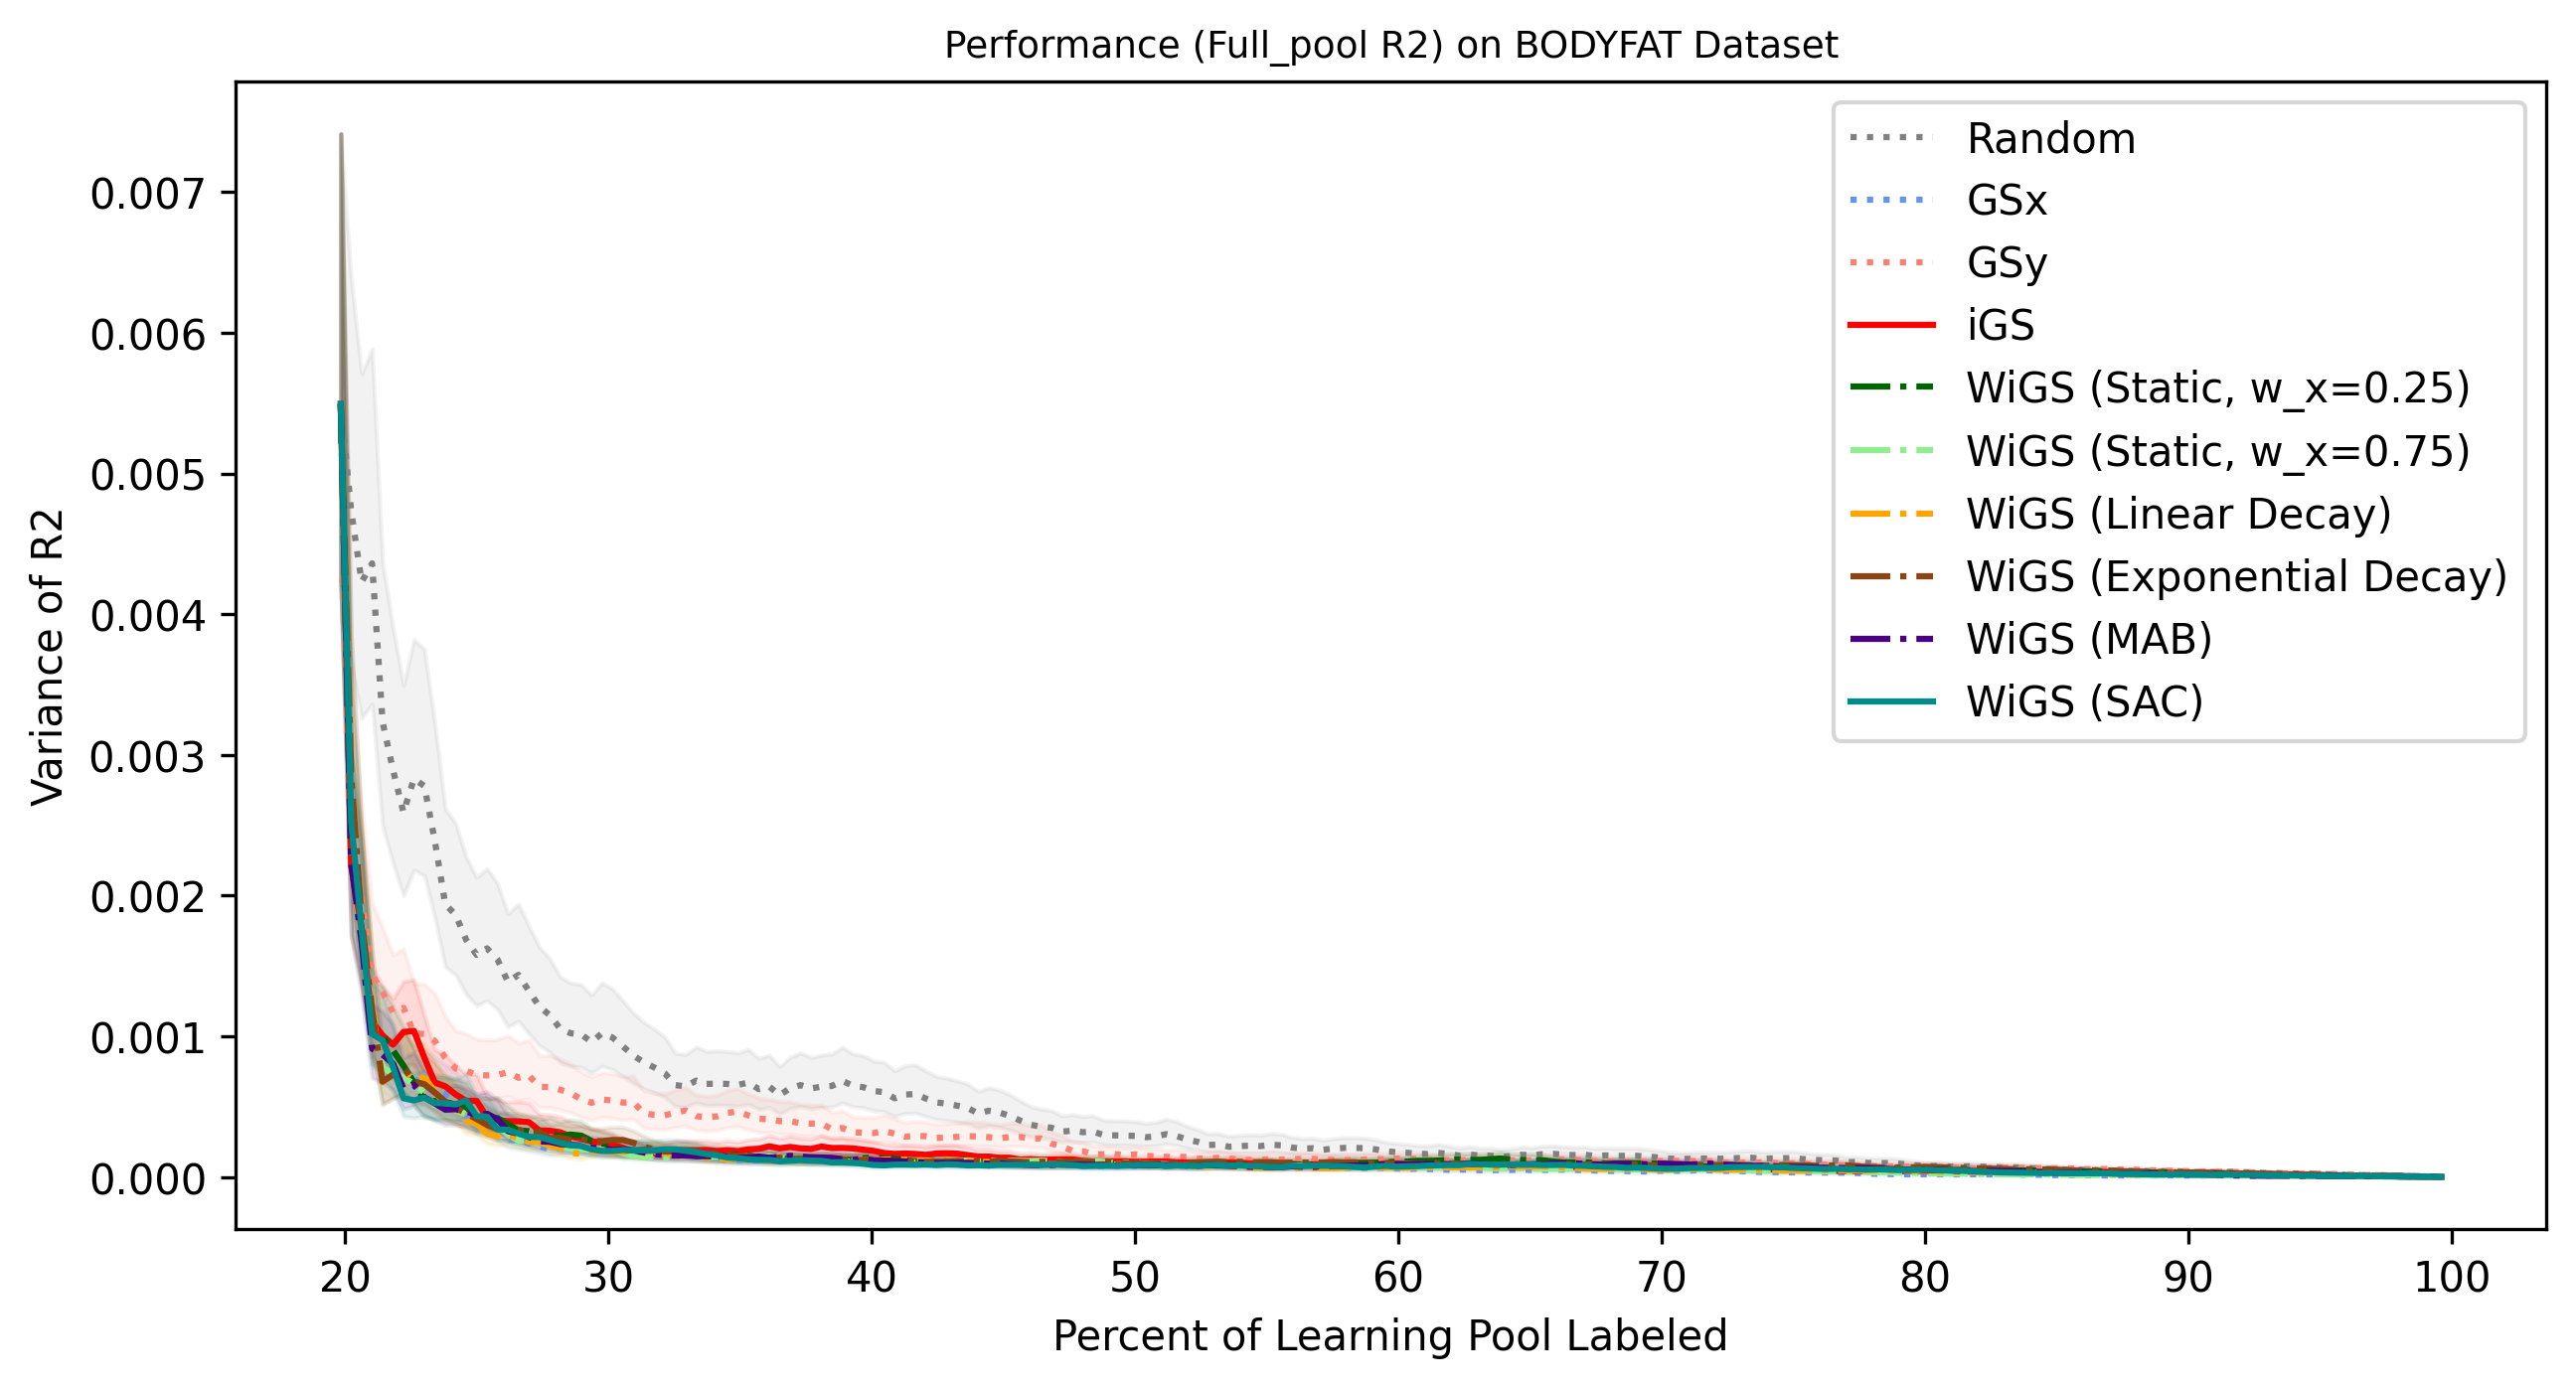 Performance (Full_pool R2) on BODYFAT Dataset
Variance of R2
0.007
0.006
0.005
0.004
0.003
0.002
0.001
0.000
Random
GSx
GSy
iGS
WiGS (Static, w_x=0.25)
WiGS (Static, w_x=0.75)
WiGS (Linear Decay)
WiGS (Exponential Decay)
WiGS (MAB)
WiGS (SAC)
20 30 40 50 60 70 80 90 100
Percent of Learning Pool Labeled